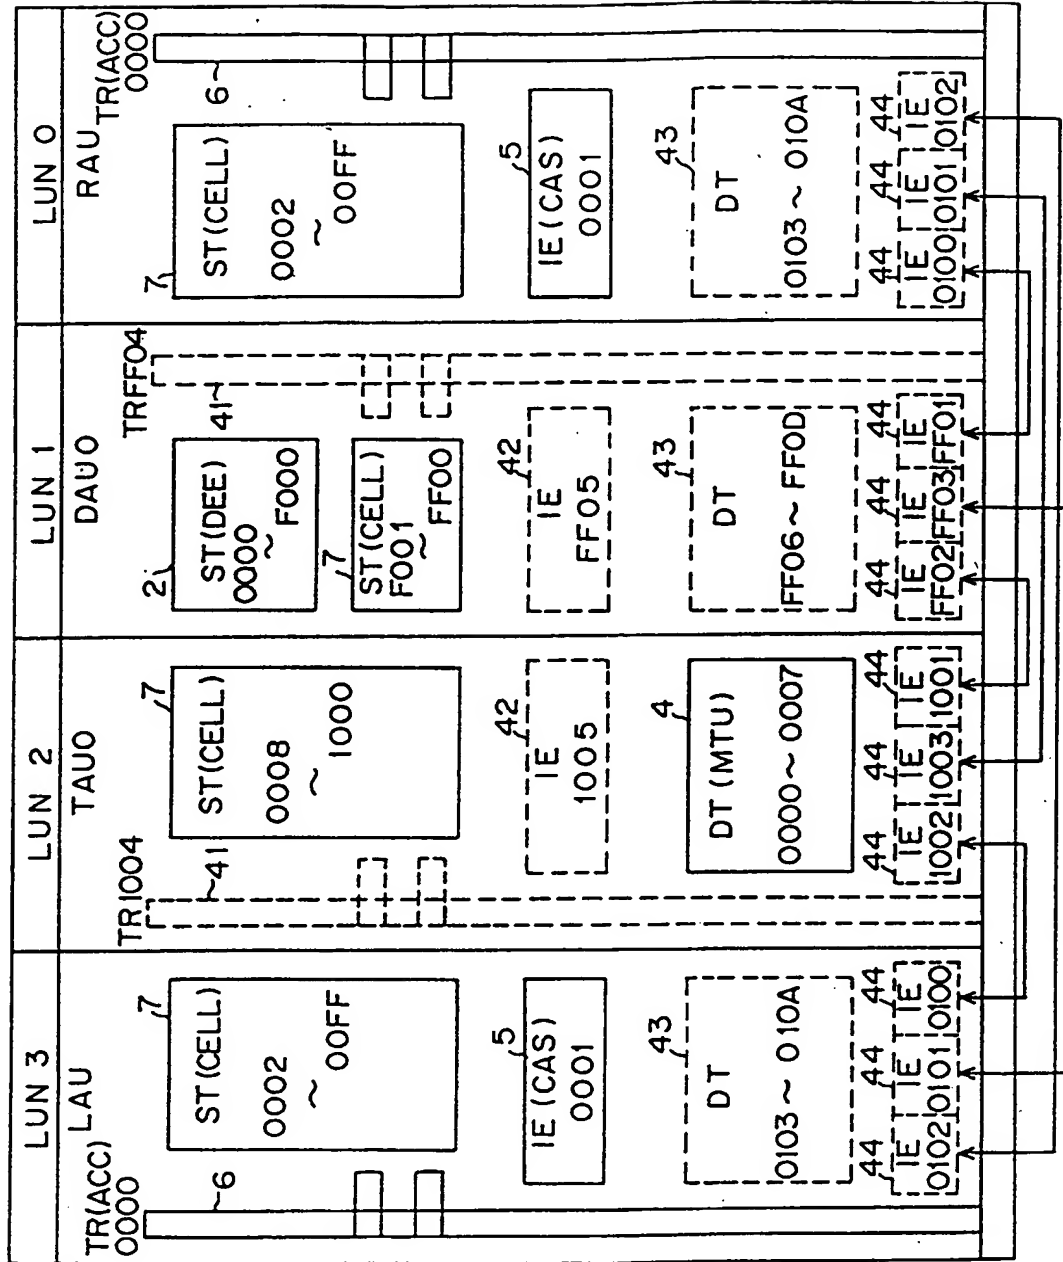 LUN 3
LAU
TR(ACC)
0000
6
7
ST(CELL)
0002
~
00FF
5
IE(CAS)
0001
43
DT
0103~010A
44 44 44
IE IE IE
0102 0101 0100
LUN 2
TAU0
TR1004
41
7
ST(CELL)
0008
~
1000
42
IE
1005
4
DT(MTU)
0000~0007
44 44 44
IE IE IE
1002 1003 1001
LUN 1
DAU0
TRFF04
41
2
ST(DEE)
0000
~
F000
7
ST(CELL)
F001
~
FF00
42
IE
FF05
43
DT
FF06~FF0D
44 44 44
IE IE IE
FF02 FF03 FF01
LUN 0
RAU
TR(ACC)
0000
6
7
ST(CELL)
0002
~
00FF
5
IE(CAS)
0001
43
DT
0103~010A
44 44 44
IE IE IE
0100 0101 0102